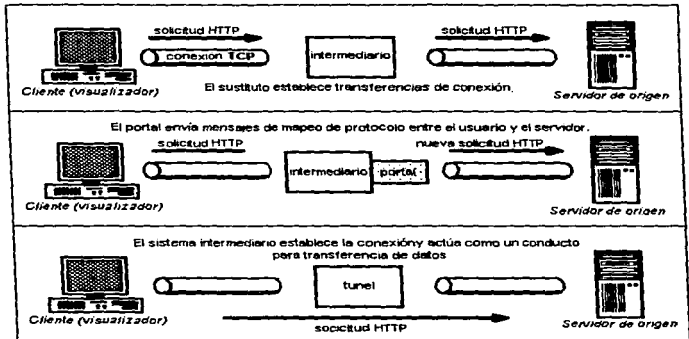 solicitud HTTP
solicitud HTTP
conexión TCP
intermediario
Cliente (visualizador)
El sustituto establece transferencias de conexión.
Servidor de origen
El portal envía mensajes de mapeo de protocolo entre el usuario y el servidor.
solicitud HTTP
nueva solicitud HTTP
intermediario
portal
Cliente (visualizador)
Servidor de origen
El sistema intermediario establece la conexióny actúa como un conducto
para transferencia de datos
tunel
Cliente (visualizador)
socicitud HTTP
Servidor de origen